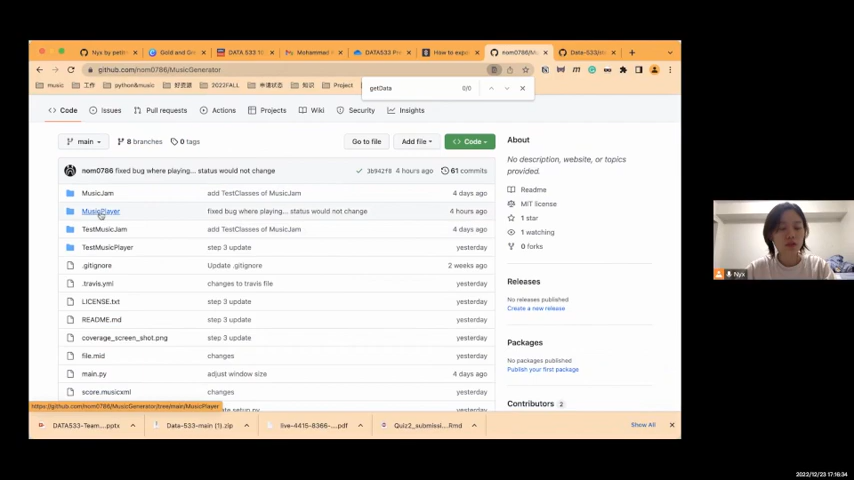 Nyx by petit
Gold and Gr
DATA 533 1
Mohammad
DATA533 Pre
How to expa
nom0786/M
Data-533/int
github.com/nom0786/MusicGenerator
music
工作
python&music
好资源
2022FALL
申请状态
知识
Project
getData
0/0
Code
Issues
Pull requests
Actions
Projects
Wiki
Security
Insights
main
8 branches
0 tags
Go to file
Add file
Code
About
No description, website, or topics
provided.
nom0786 fixed bug where playing... status would not change
3b942f8 4 hours ago
61 commits
MusicJam add TestClasses of MusicJam 4 days ago
MusicPlayer fixed bug where playing... status would not change 4 hours ago
TestMusicJam add TestClasses of MusicJam 4 days ago
TestMusicPlayer step 3 update yesterday
.gitignore Update .gitignore 2 weeks ago
.travis.yml changes to travis file yesterday
LICENSE.txt step 3 update yesterday
README.md step 3 update yesterday
coverage_screen_shot.png step 3 update yesterday
file.mid changes yesterday
main.py adjust window size 4 days ago
score.musicxml changes yesterday
setup.py yesterday
Readme
MIT license
1 star
1 watching
0 forks
Releases
No releases published
Create a new release
Packages
No packages published
Publish your first package
Contributors 2
https://github.com/nom0786/MusicGenerator/tree/main/MusicPlayer
DATA533-Team....pptx
Data-533-main (1).zip
live-4415-8366-....pdf
Quiz2_submissi....Rmd
Show All
Nyx
2022/12/23 17:16:34